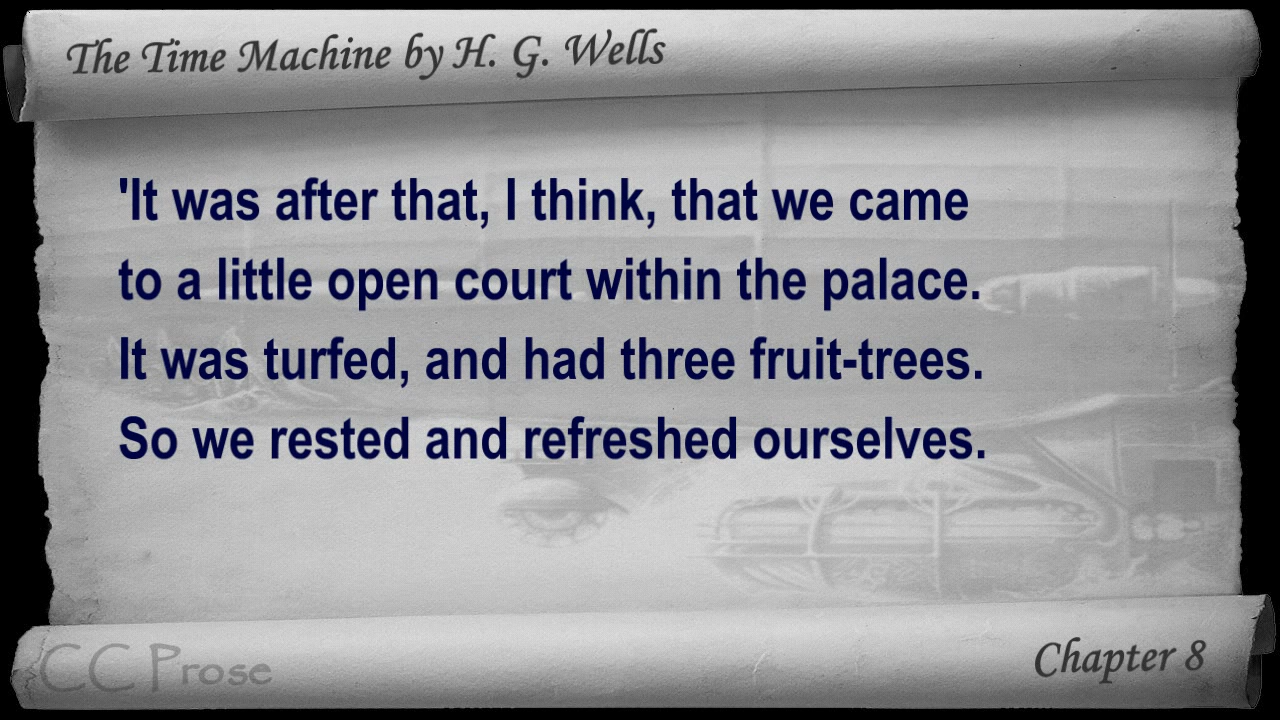 The Time Machine by H. G. Wells
'It was after that, I think, that we came
to a little open court within the palace.
It was turfed, and had three fruit-trees.
So we rested and refreshed ourselves.
CC Prose
Chapter 8